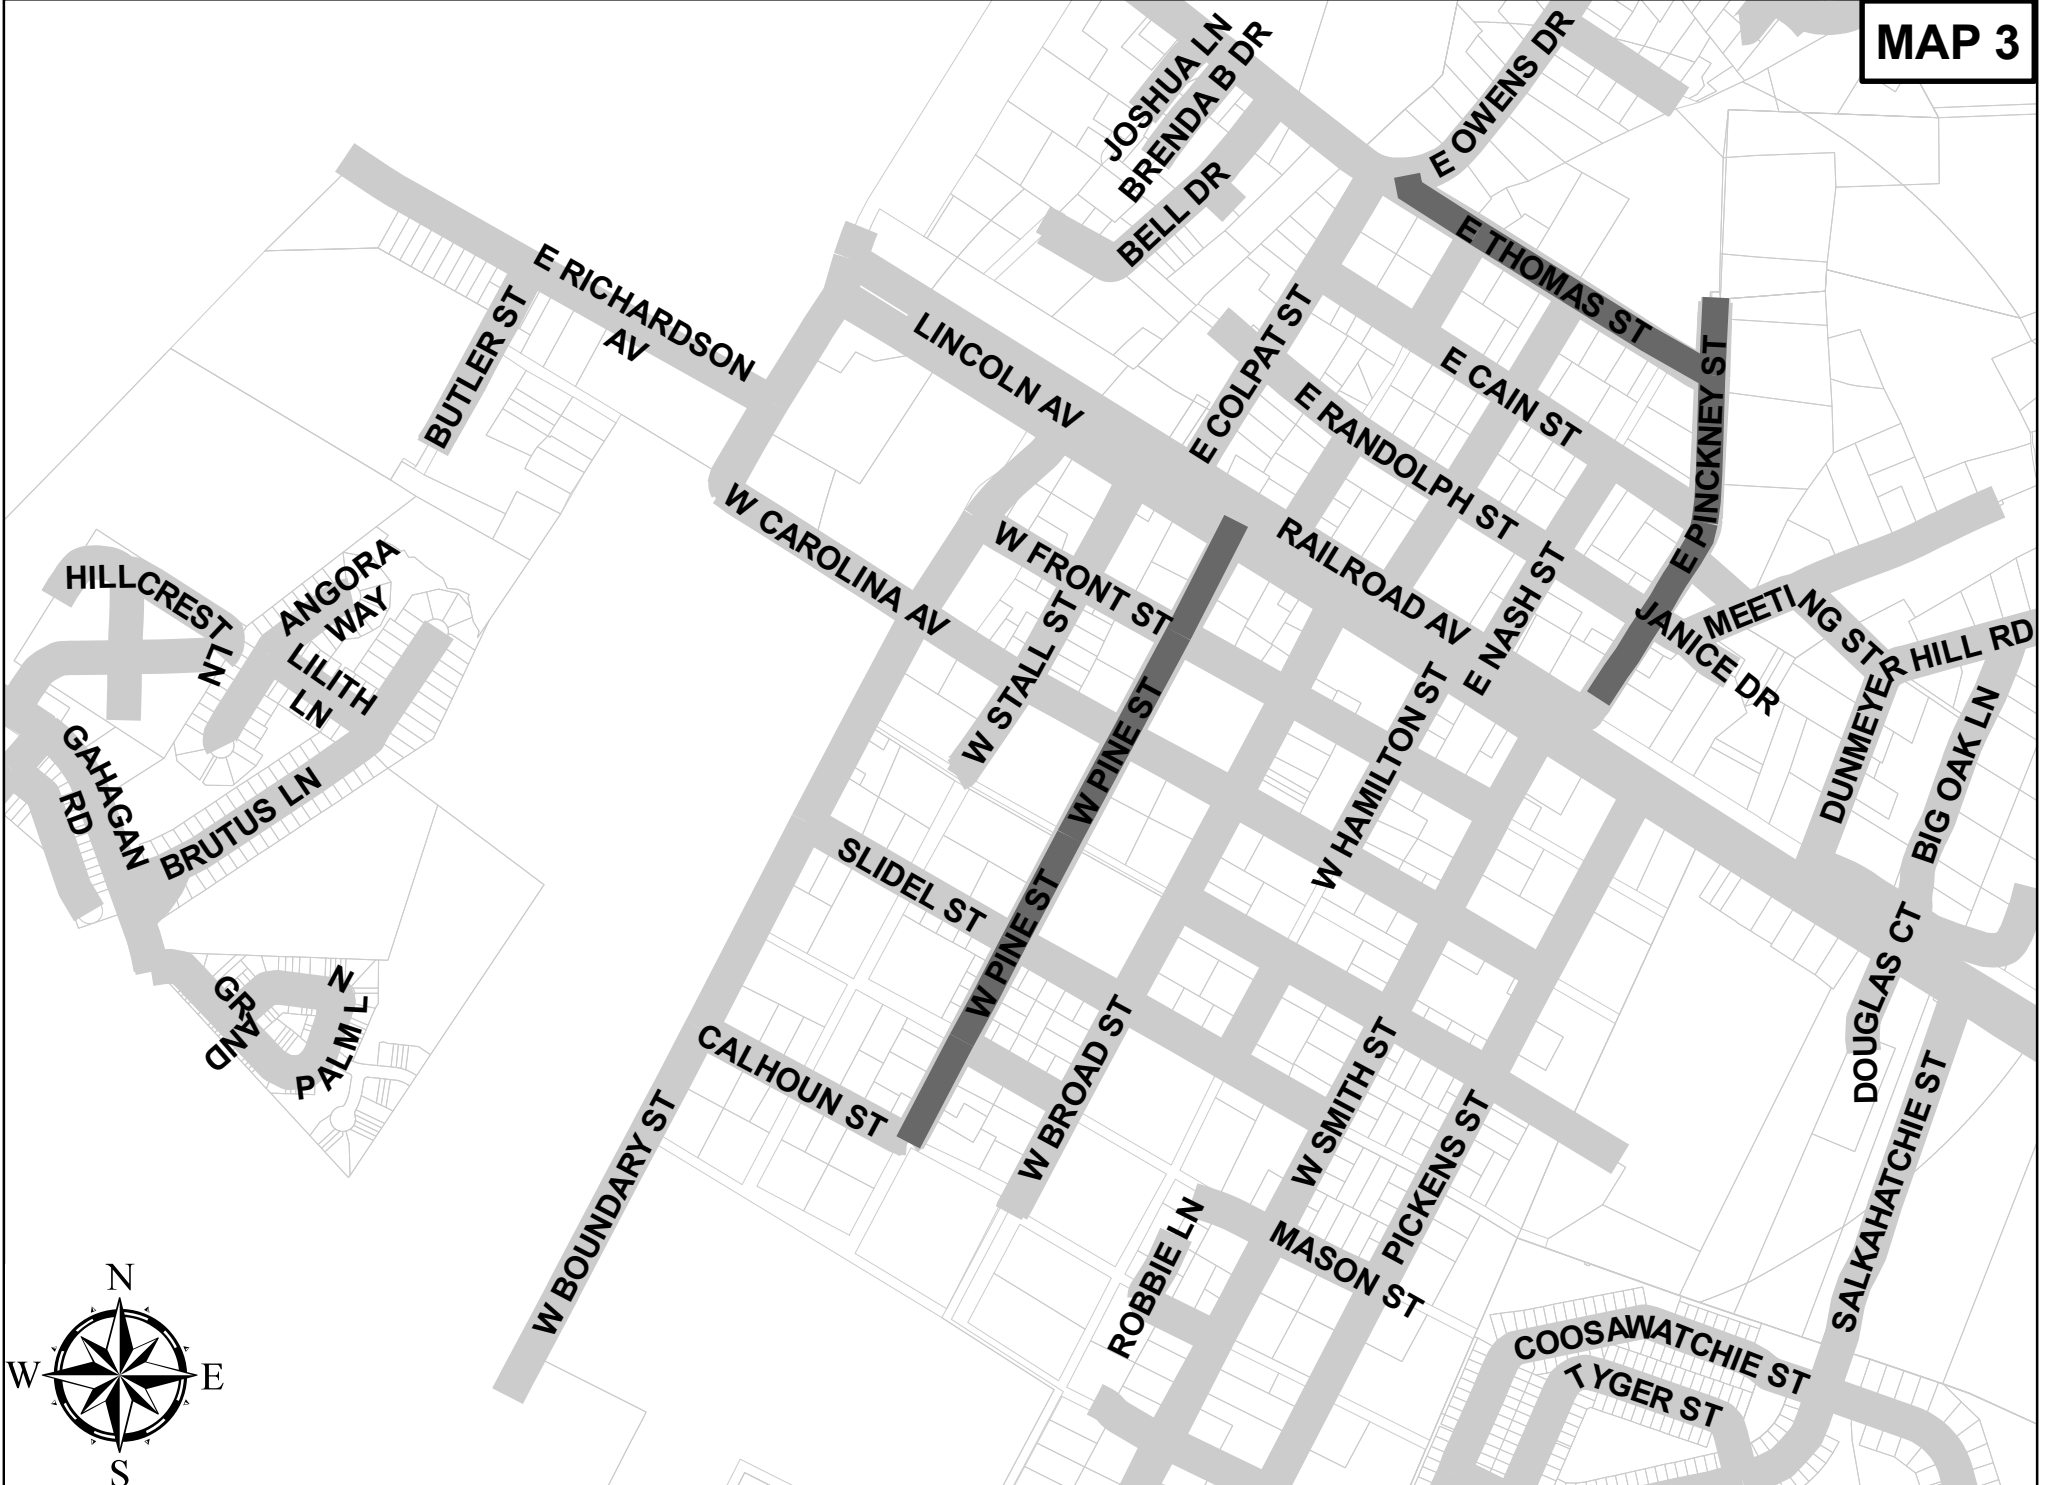 MAP 3
JOSHUA LN
BRENDA B DR
BELL DR
E OWENS DR
E THOMAS ST
E RICHARDSON
AV
BUTLER ST
LINCOLN AV
E COLPAT ST
E CAIN ST
E RANDOLPH ST
E PINCKNEY ST
E PINCKNEY ST
RAILROAD AV
E NASH ST
W CAROLINA AV
W FRONT ST
W STALL ST
JANICE DR
MEETING ST
R HILL RD
DUNMEYER
BIG OAK LN
HILLCREST
LN
ANGORA
WAY
LILITH
LN
GAHAGAN
RD
BRUTUS LN
W PINE ST
W PINE ST
W HAMILTON ST
SLIDEL ST
DOUGLAS CT
GRAND
PALM LN
CALHOUN ST
W BROAD ST
W SMITH ST
PICKENS ST
SALKAHATCHIE ST
W BOUNDARY ST
ROBBIE LN
MASON ST
COOSAWATCHIE ST
TYGER ST
N
W
E
S